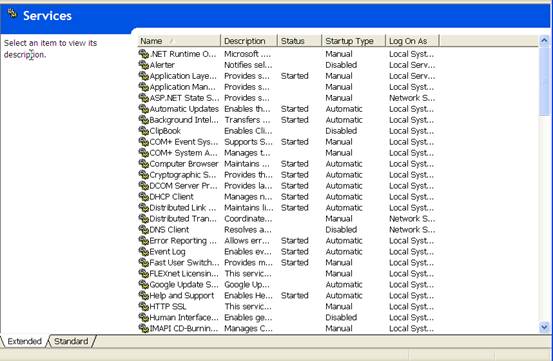 Services
Select an item to view its
description.
Name Description Status Startup Type Log On As
.NET Runtime O... Microsoft .... Manual Local Syst...
Alerter Notifies sel... Disabled Local Serv...
Application Laye... Provides s... Started Manual Local Serv...
Application Man... Provides s... Manual Local Syst...
ASP.NET State S... Provides s... Manual Network S...
Automatic Updates Enables th... Started Automatic Local Syst...
Background Intel... Transfers ... Started Automatic Local Syst...
ClipBook Enables Cli... Disabled Local Syst...
COM+ Event Sys... Supports S... Started Manual Local Syst...
COM+ System A... Manages t... Manual Local Syst...
Computer Browser Maintains ... Started Automatic Local Syst...
Cryptographic S... Provides th... Started Automatic Local Syst...
DCOM Server Pr... Provides la... Started Automatic Local Syst...
DHCP Client Manages n... Started Automatic Local Syst...
Distributed Link ... Maintains li... Started Automatic Local Syst...
Distributed Tran... Coordinate... Manual Network S...
DNS Client Resolves a... Disabled Network S...
Error Reporting ... Allows err... Started Automatic Local Syst...
Event Log Enables ev... Started Automatic Local Syst...
Fast User Switch... Provides m... Started Manual Local Syst...
FLEXnet Licensin... This servic... Manual Local Syst...
Google Update S... Google Up... Automatic Local Syst...
Help and Support Enables He... Started Automatic Local Syst...
HTTP SSL This servic... Manual Local Syst...
Human Interface... Enables ge... Disabled Local Syst...
IMAPI CD-Burnin... Manages C... Manual Local Syst...
Extended Standard